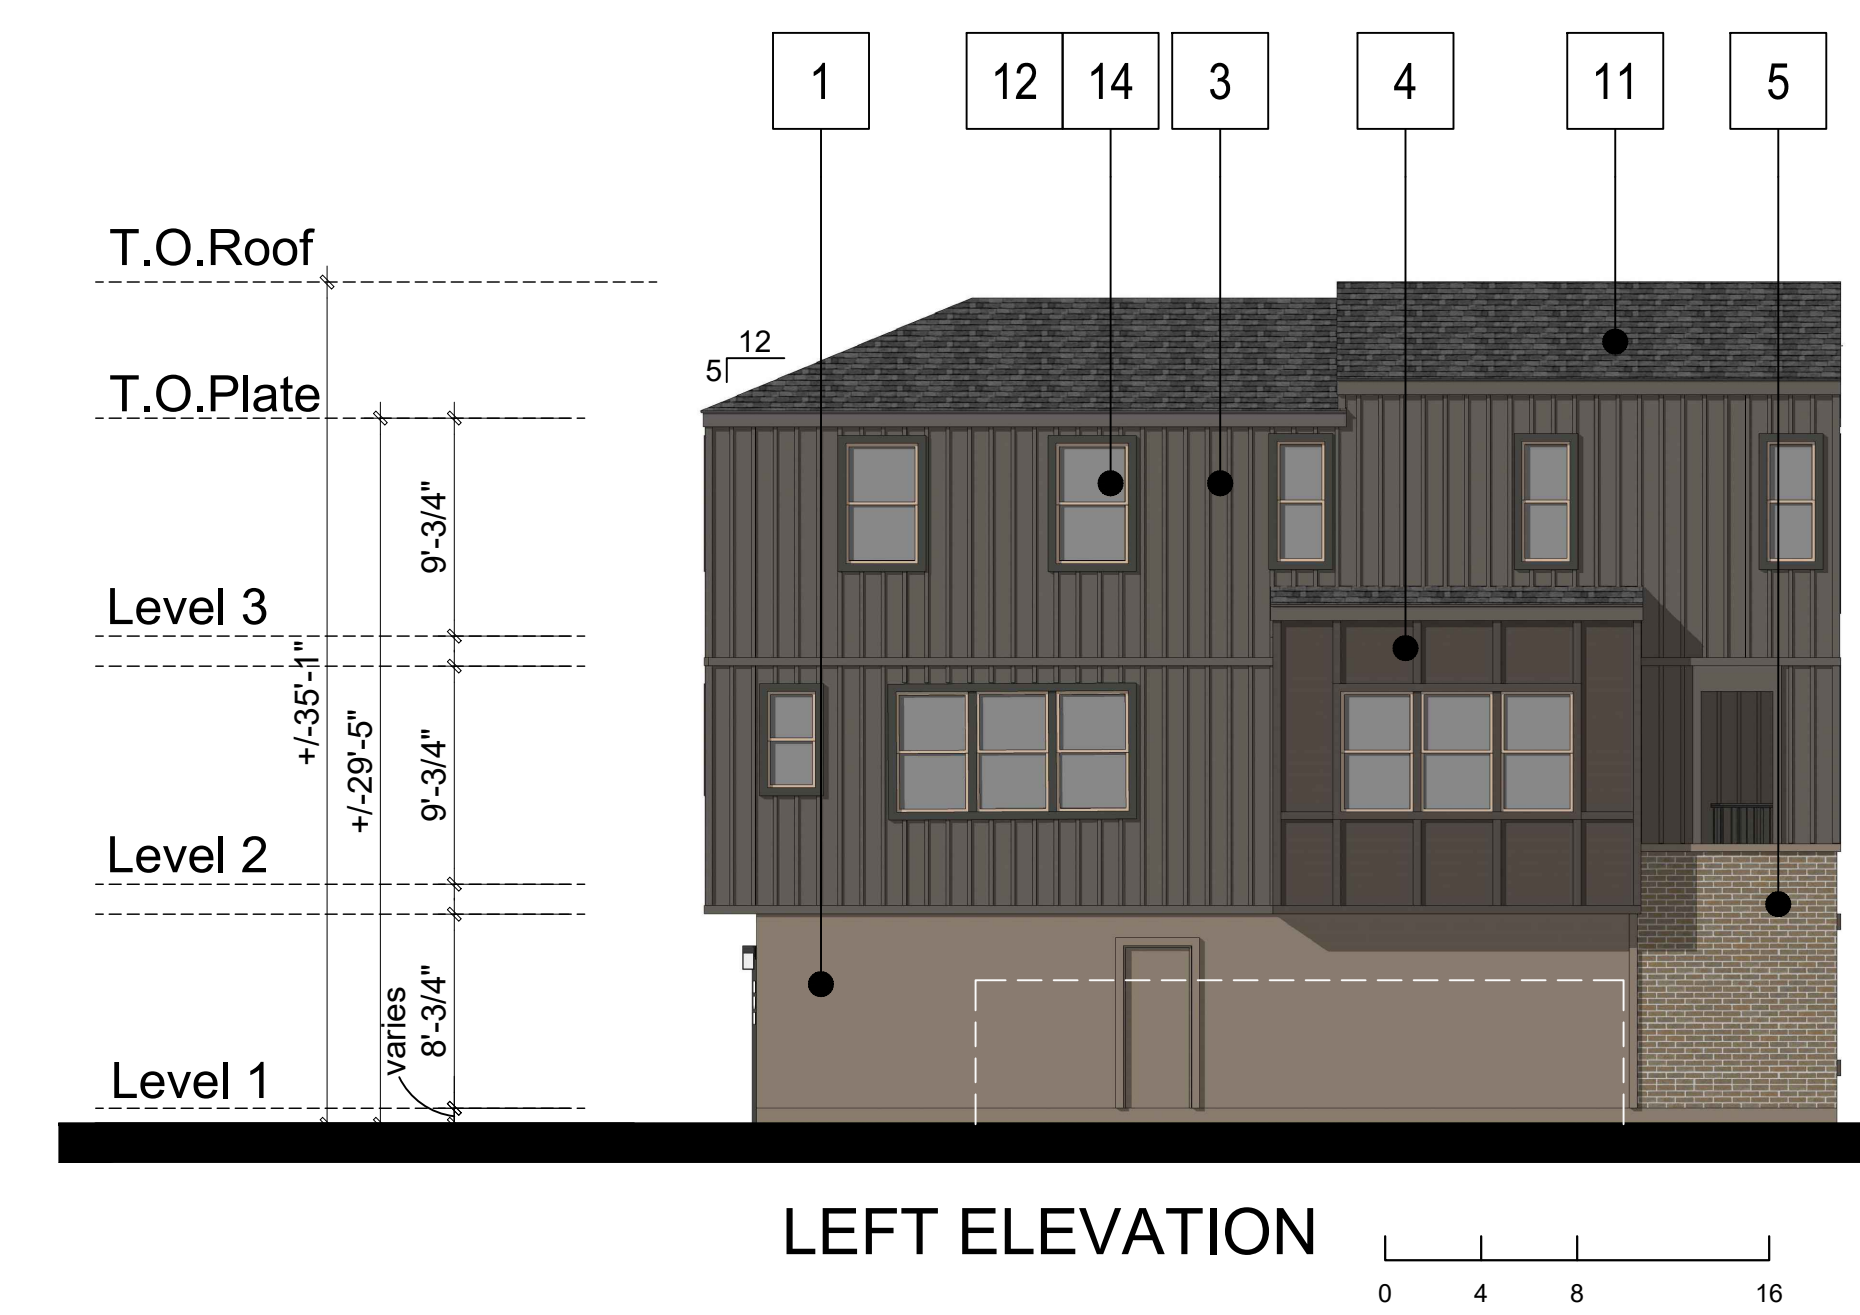 1 12 14 3 4 11 5
T.O.Roof
12
5
T.O.Plate
9'-3/4"
Level 3
+/-35'-1"
+/-29'-5"
9'-3/4"
Level 2
varies
8'-3/4"
Level 1
LEFT ELEVATION
0 4 8 16